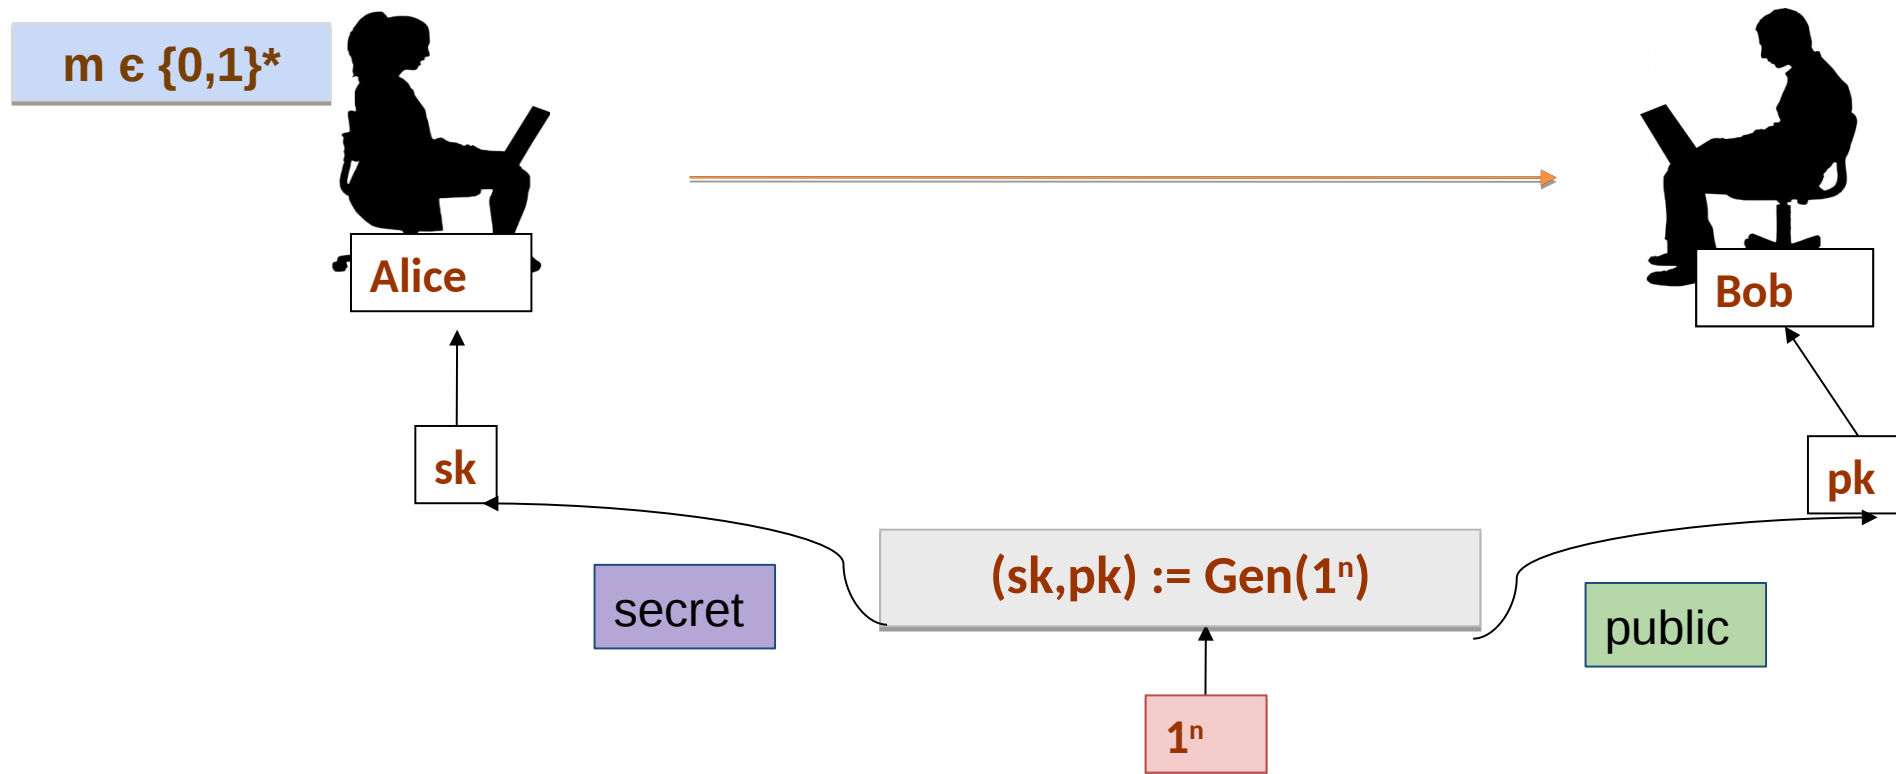 m є {0,1}*
Alice
Bob
sk
pk
(sk,pk) := Gen(1ⁿ)
secret
public
1ⁿ